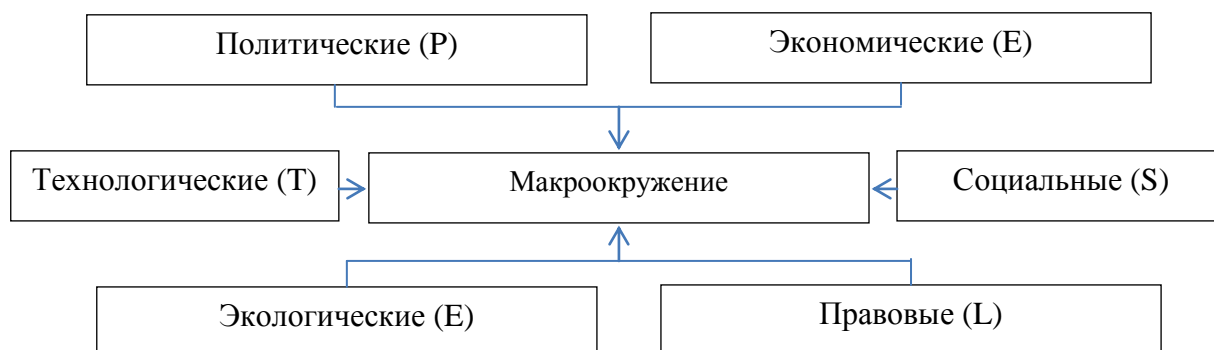 Политические (P)
Экономические (E)
Технологические (T)
Макроокружение
Социальные (S)
Экологические (E)
Правовые (L)